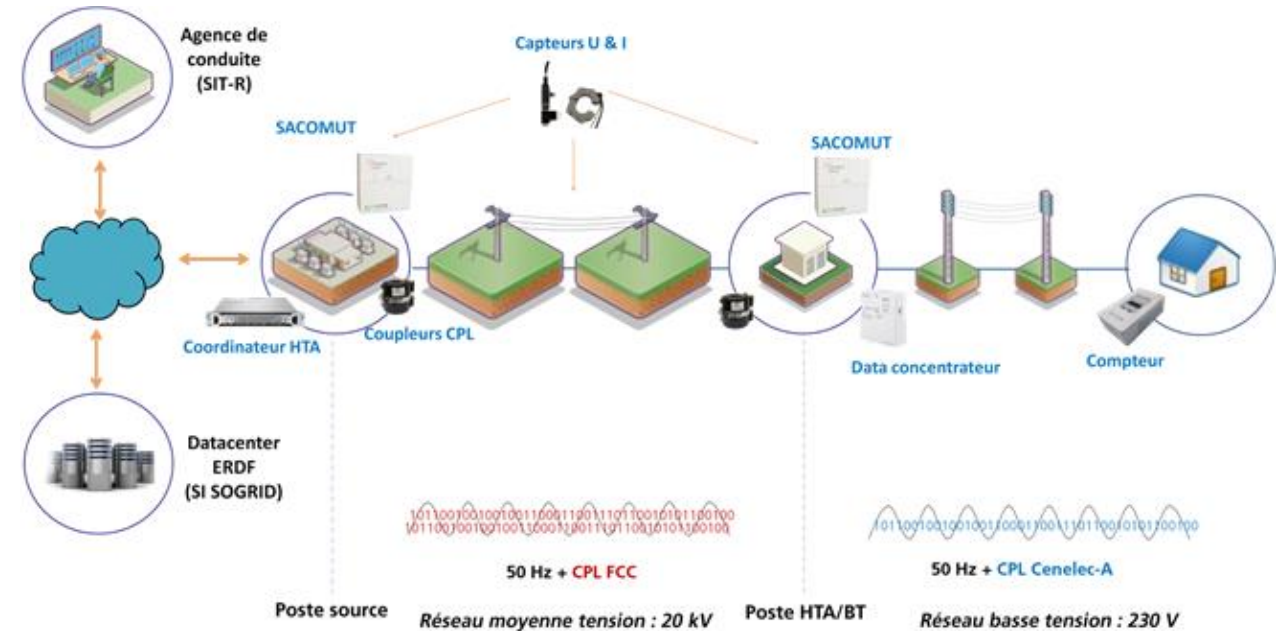 Agence de
conduite
(SIT-R)
Capteurs U & I
SACOMUT
SACOMUT
Coordinateur HTA
Coupleurs CPL
Data concentrateur
Compteur
Datacenter
ERDF
(SI SOGRID)
50 Hz + CPL FCC
50 Hz + CPL Cenelec-A
Poste source
Réseau moyenne tension : 20 kV
Poste HTA/BT
Réseau basse tension : 230 V